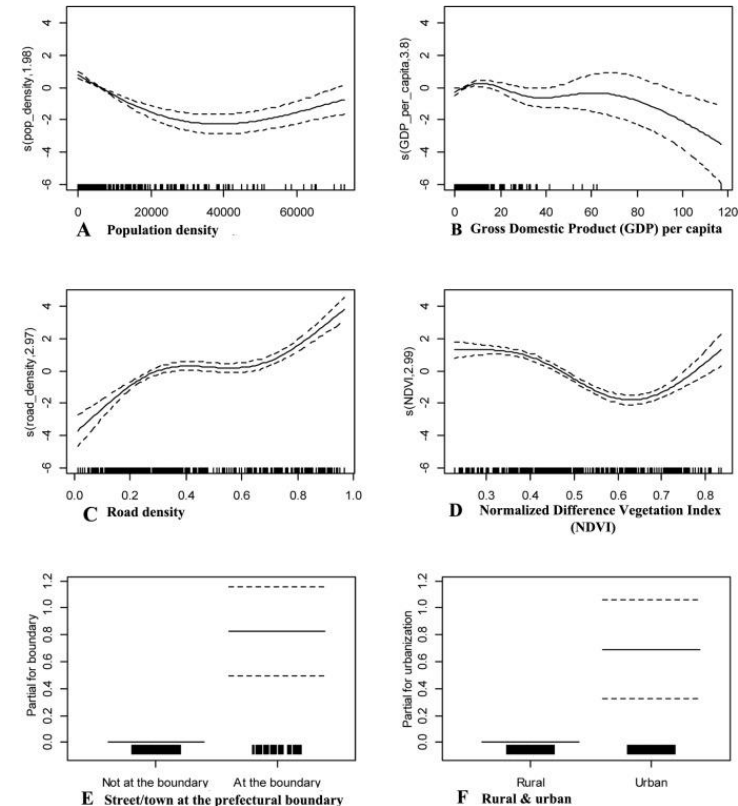 4
2
0
-2
-4
-6
s(pop_density,1.98)
0 20000 40000 60000
A Population density
4
2
0
-2
-4
-6
s(GDP_per_capita,3.8)
0 20 40 60 80 100 120
B Gross Domestic Product (GDP) per capita
4
2
0
-2
-4
-6
s(road_density,2.97)
0.0 0.2 0.4 0.6 0.8 1.0
C Road density
4
2
0
-2
-4
-6
s(NDVI,2.99)
0.3 0.4 0.5 0.6 0.7 0.8
D Normalized Difference Vegetation Index
(NDVI)
1.2
1.0
0.8
0.6
0.4
0.2
0.0
Partial for boundary
Not at the boundary At the boundary
E Street/town at the prefectural boundary
1.2
1.0
0.8
0.6
0.4
0.2
0.0
Partial for urbanization
Rural Urban
F Rural & urban